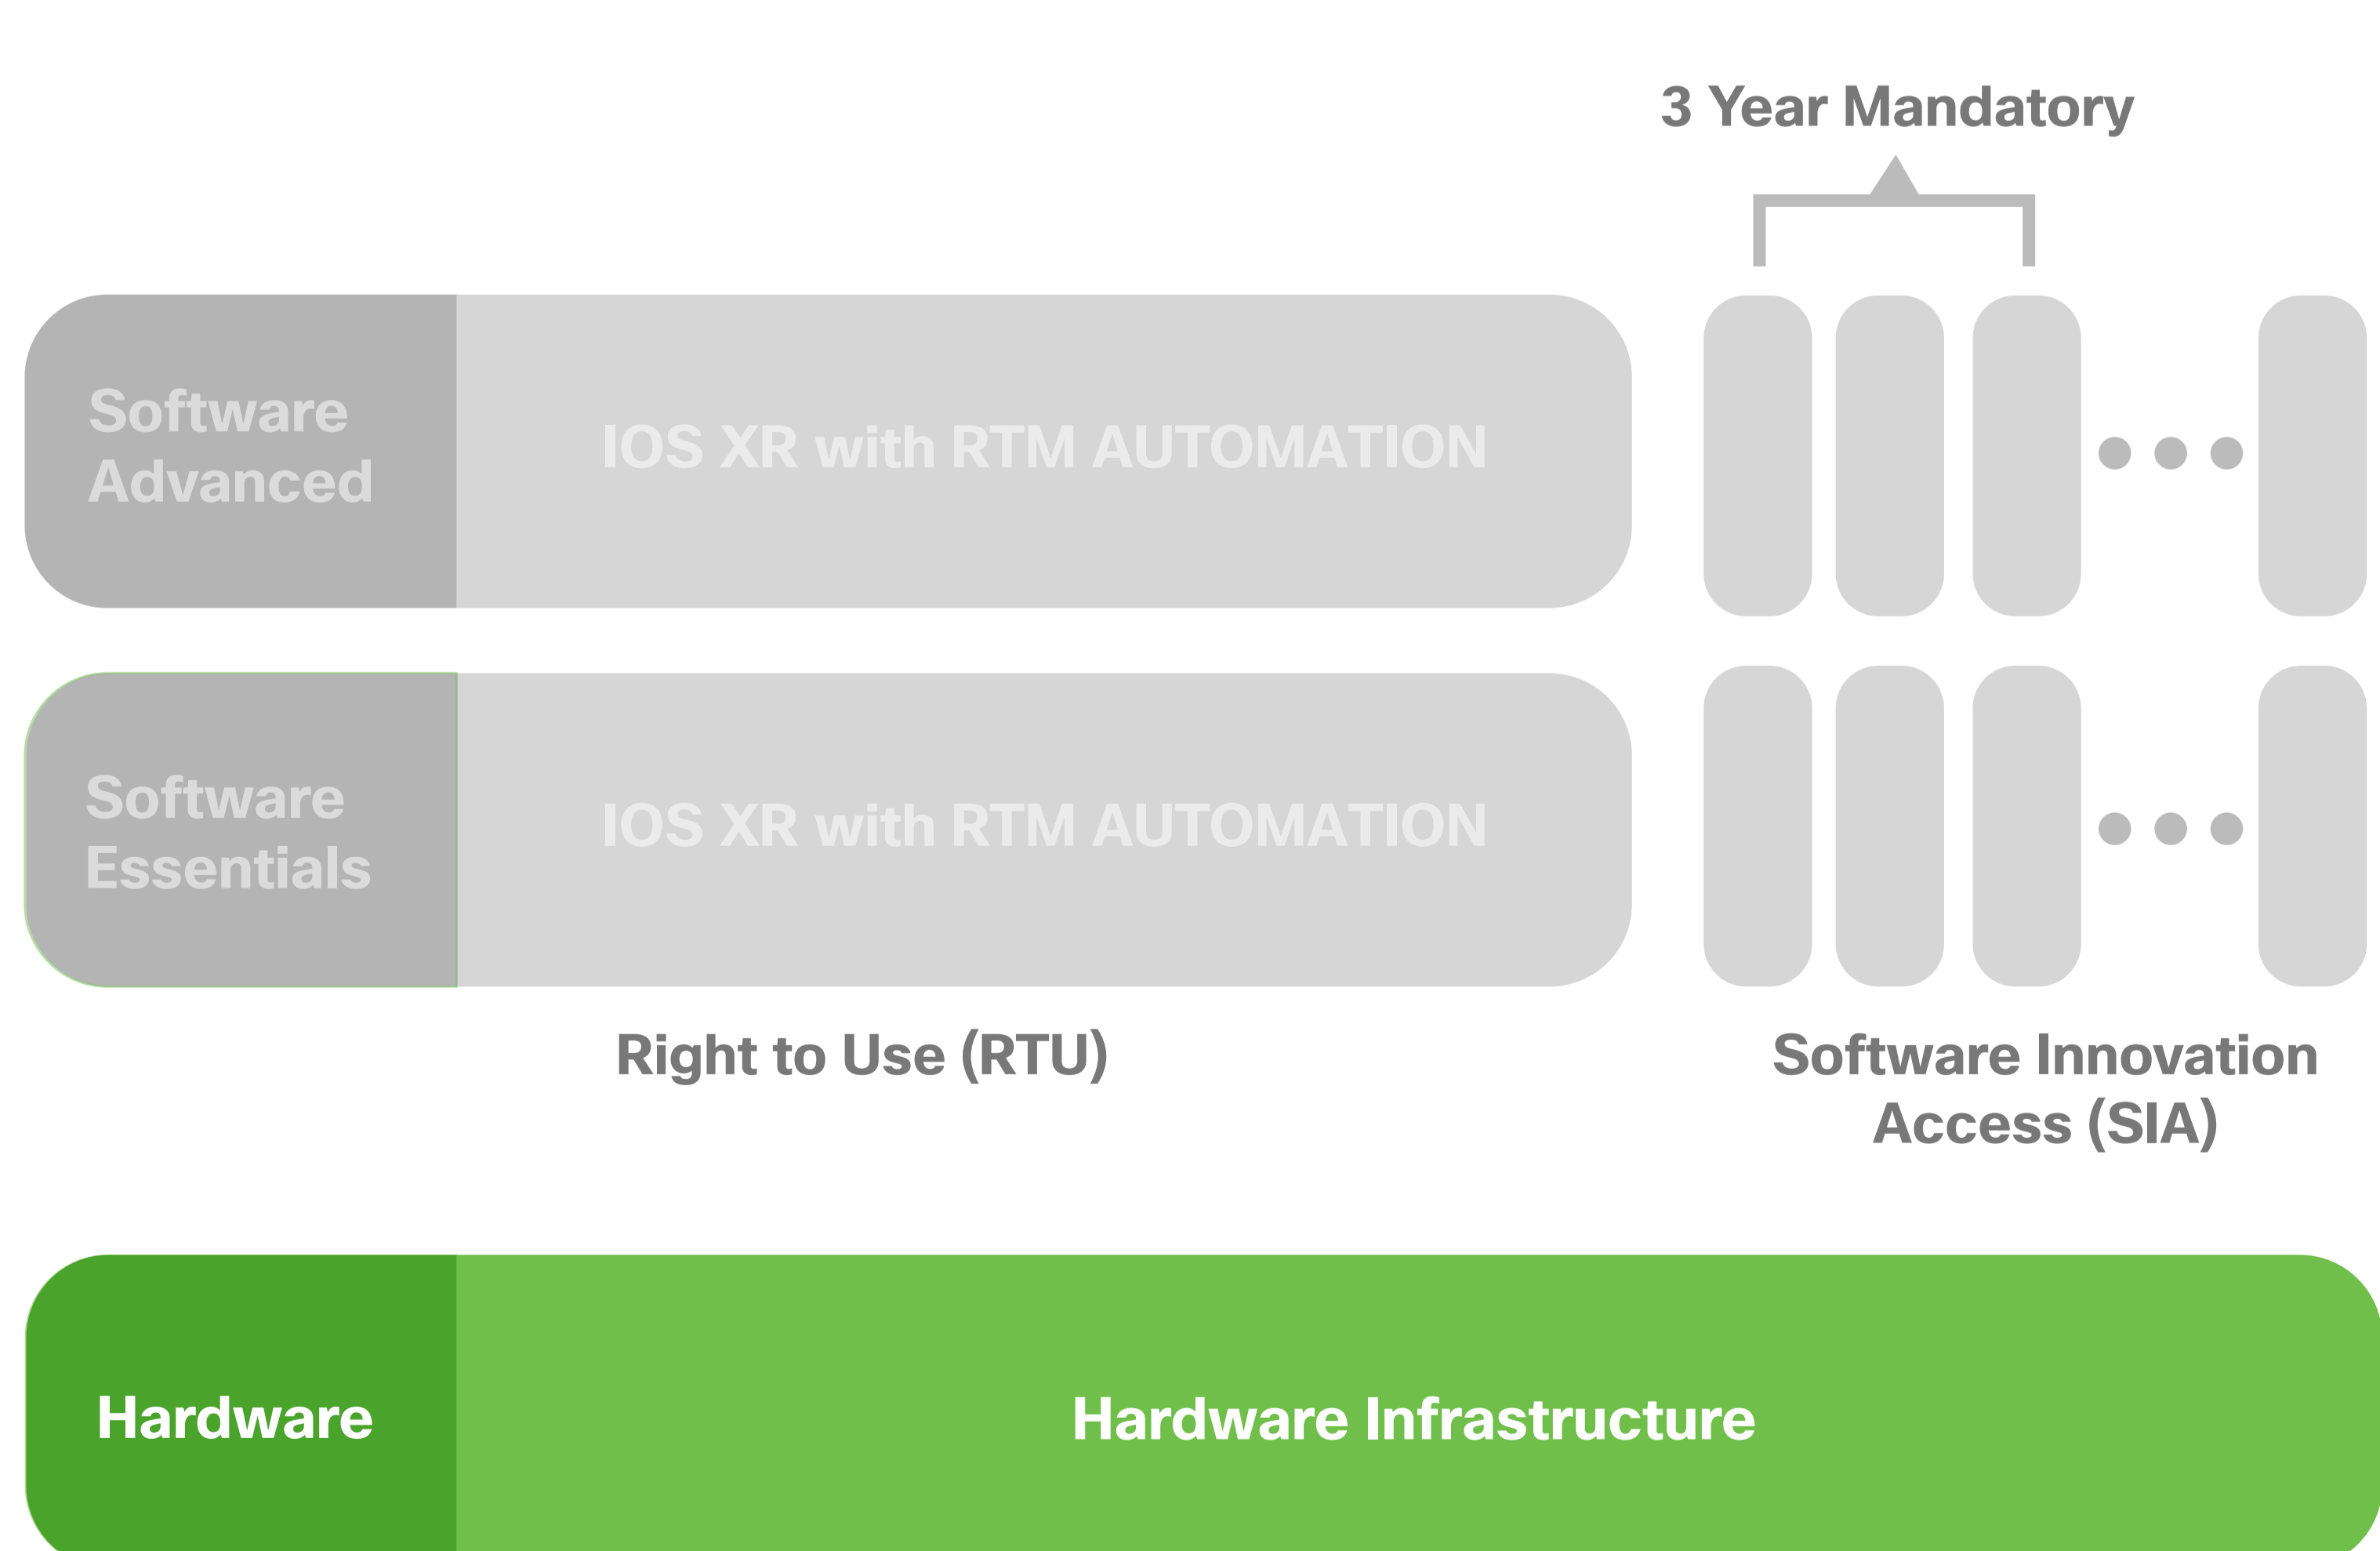 3 Year Mandatory
Software
Advanced
IOS XR with RTM AUTOMATION
Software
Essentials
IOS XR with RTM AUTOMATION
Right to Use (RTU)
Software Innovation
Access (SIA)
Hardware
Hardware Infrastructure